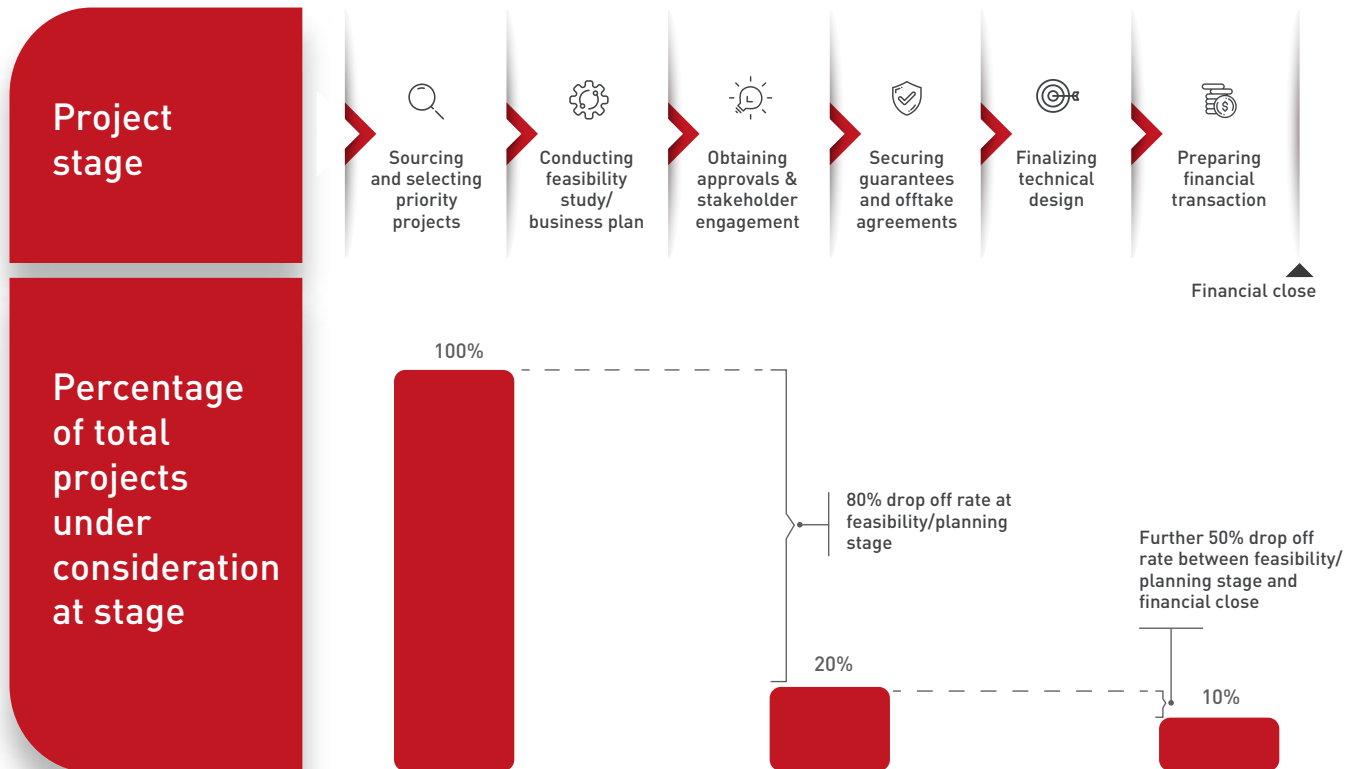 Project
stage
Sourcing
and selecting
priority
projects
Conducting
feasibility
study/
business plan
Obtaining
approvals &
stakeholder
engagement
Securing
guarantees
and offtake
agreements
Finalizing
technical
design
Preparing
financial
transaction
Financial close
Percentage
of total
projects
under
consideration
at stage
100%
80% drop off rate at
feasibility/planning
stage
20%
Further 50% drop off
rate between feasibility/
planning stage and
financial close
10%